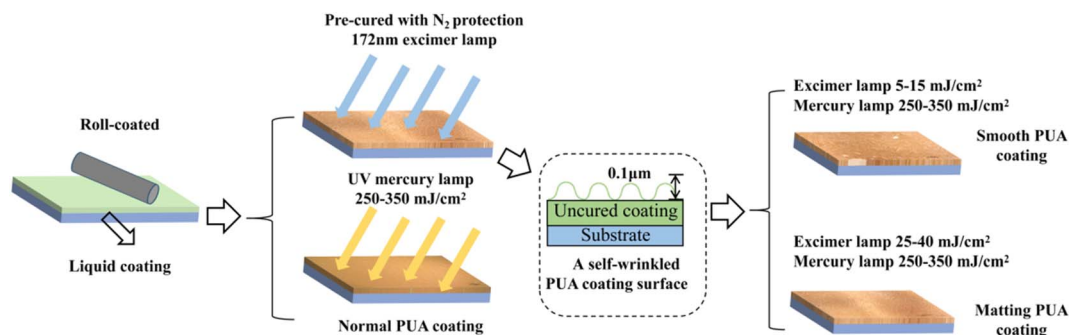 Roll-coated
Liquid coating
Pre-cured with N₂ protection
172nm excimer lamp
UV mercury lamp
250-350 mJ/cm²
Normal PUA coating
0.1μm
Uncured coating
Substrate
A self-wrinkled
PUA coating surface
Excimer lamp 5-15 mJ/cm²
Mercury lamp 250-350 mJ/cm²
Smooth PUA
coating
Excimer lamp 25-40 mJ/cm²
Mercury lamp 250-350 mJ/cm²
Matting PUA
coating